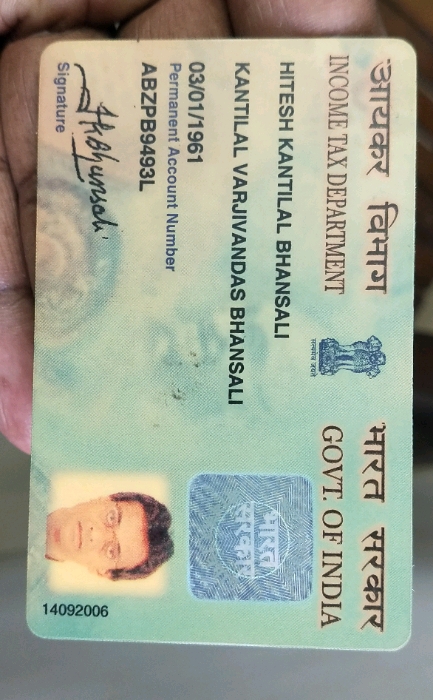 आयकर विभाग
INCOME TAX DEPARTMENT
भारत सरकार
GOVT. OF INDIA
सत्यमेव जयते
HITESH KANTILAL BHANSALI
KANTILAL VARJIVANDAS BHANSALI
03/01/1961
Permanent Account Number
ABZPB9493L
HKBhansali
Signature
भारत
सरकार
14092006